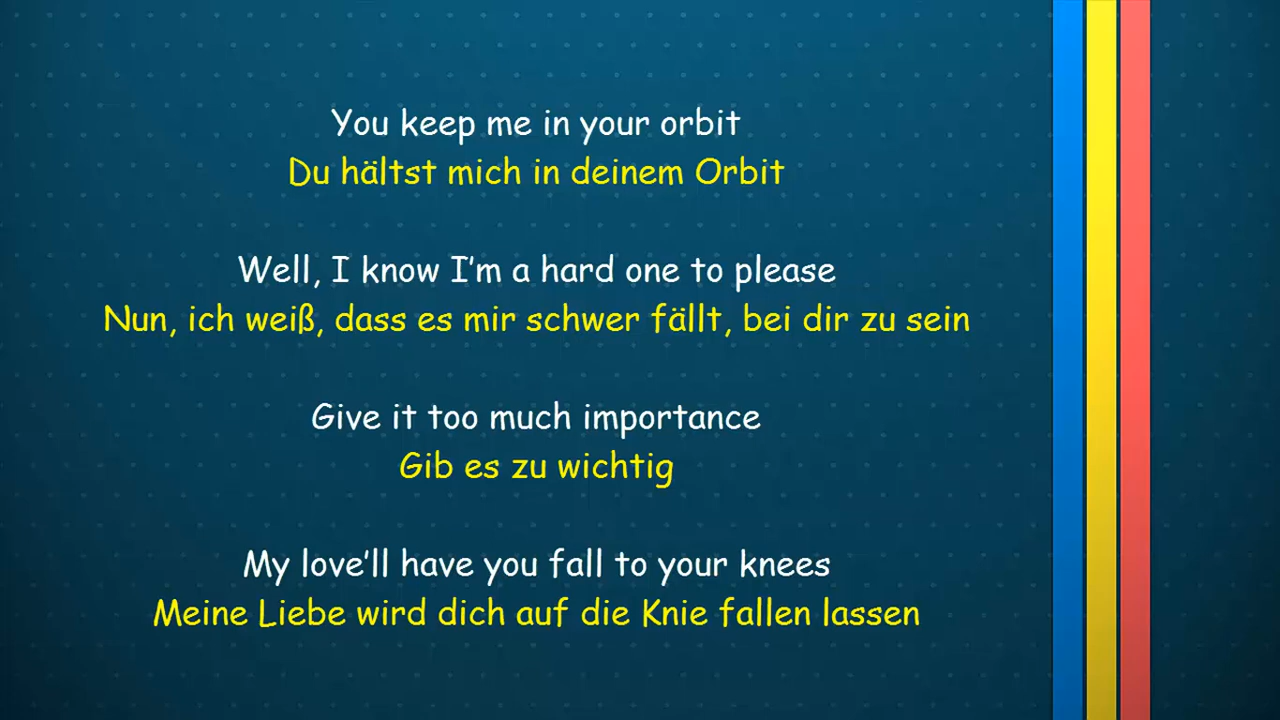 You keep me in your orbit
Du hältst mich in deinem Orbit
Well, I know I'm a hard one to please
Nun, ich weiß, dass es mir schwer fällt, bei dir zu sein
Give it too much importance
Gib es zu wichtig
My love'll have you fall to your knees
Meine Liebe wird dich auf die Knie fallen lassen